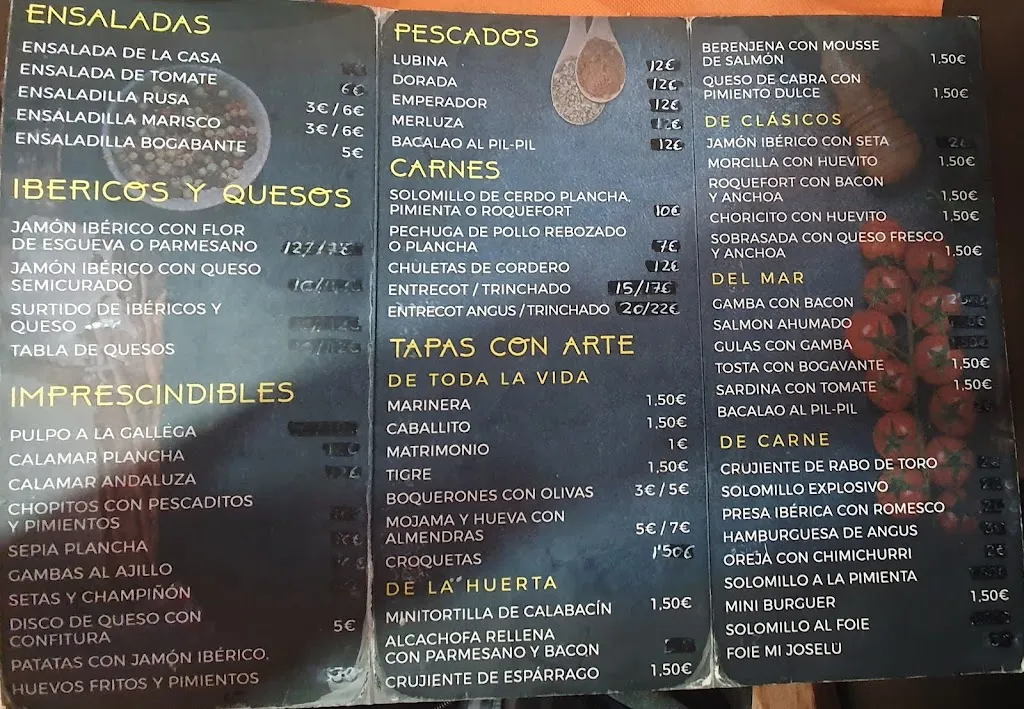 ENSALADAS
ENSALADA DE LA CASA
ENSALADA DE TOMATE 6€
ENSALADILLA RUSA 3€ / 6€
ENSALADILLA MARISCO 3€ / 6€
ENSALADILLA BOGABANTE 5€
IBERICOS Y QUESOS
JAMÓN IBÉRICO CON FLOR
DE ESGUEVA O PARMESANO
JAMÓN IBÉRICO CON QUESO
SEMICURADO
SURTIDO DE IBÉRICOS Y
QUESO
TABLA DE QUESOS
IMPRESCINDIBLES
PULPO A LA GALLEGA
CALAMAR PLANCHA
CALAMAR ANDALUZA
CHOPITOS CON PESCADITOS
Y PIMIENTOS
SEPIA PLANCHA
GAMBAS AL AJILLO
SETAS Y CHAMPIÑÓN
DISCO DE QUESO CON
CONFITURA 5€
PATATAS CON JAMÓN IBÉRICO,
HUEVOS FRITOS Y PIMIENTOS
PESCADOS
LUBINA 12€
DORADA 12€
EMPERADOR 12€
MERLUZA 12€
BACALAO AL PIL-PIL 12€
CARNES
SOLOMILLO DE CERDO PLANCHA,
PIMIENTA O ROQUEFORT 10€
PECHUGA DE POLLO REBOZADO
O PLANCHA 7€
CHULETAS DE CORDERO 12€
ENTRECOT / TRINCHADO 15/17€
ENTRECOT ANGUS / TRINCHADO 20/22€
TAPAS CON ARTE
DE TODA LA VIDA
MARINERA 1,50€
CABALLITO 1,50€
MATRIMONIO 1€
TIGRE 1,50€
BOQUERONES CON OLIVAS 3€ / 5€
MOJAMA Y HUEVA CON
ALMENDRAS 5€ / 7€
CROQUETAS 1'50€
DE LA HUERTA
MINITORTILLA DE CALABACÍN 1,50€
ALCACHOFA RELLENA
CON PARMESANO Y BACON
CRUJIENTE DE ESPÁRRAGO 1,50€
BERENJENA CON MOUSSE
DE SALMÓN 1,50€
QUESO DE CABRA CON
PIMIENTO DULCE 1,50€
DE CLÁSICOS
JAMÓN IBÉRICO CON SETA 2€
MORCILLA CON HUEVITO 1,50€
ROQUEFORT CON BACON
Y ANCHOA 1,50€
CHORICITO CON HUEVITO 1,50€
SOBRASADA CON QUESO FRESCO
Y ANCHOA 1,50€
DEL MAR
GAMBA CON BACON
SALMON AHUMADO
GULAS CON GAMBA
TOSTA CON BOGAVANTE 1,50€
SARDINA CON TOMATE 1,50€
BACALAO AL PIL-PIL
DE CARNE
CRUJIENTE DE RABO DE TORO
SOLOMILLO EXPLOSIVO
PRESA IBÉRICA CON ROMESCO
HAMBURGUESA DE ANGUS
OREJA CON CHIMICHURRI
SOLOMILLO A LA PIMIENTA
MINI BURGUER 1,50€
SOLOMILLO AL FOIE
FOIE MI JOSELU